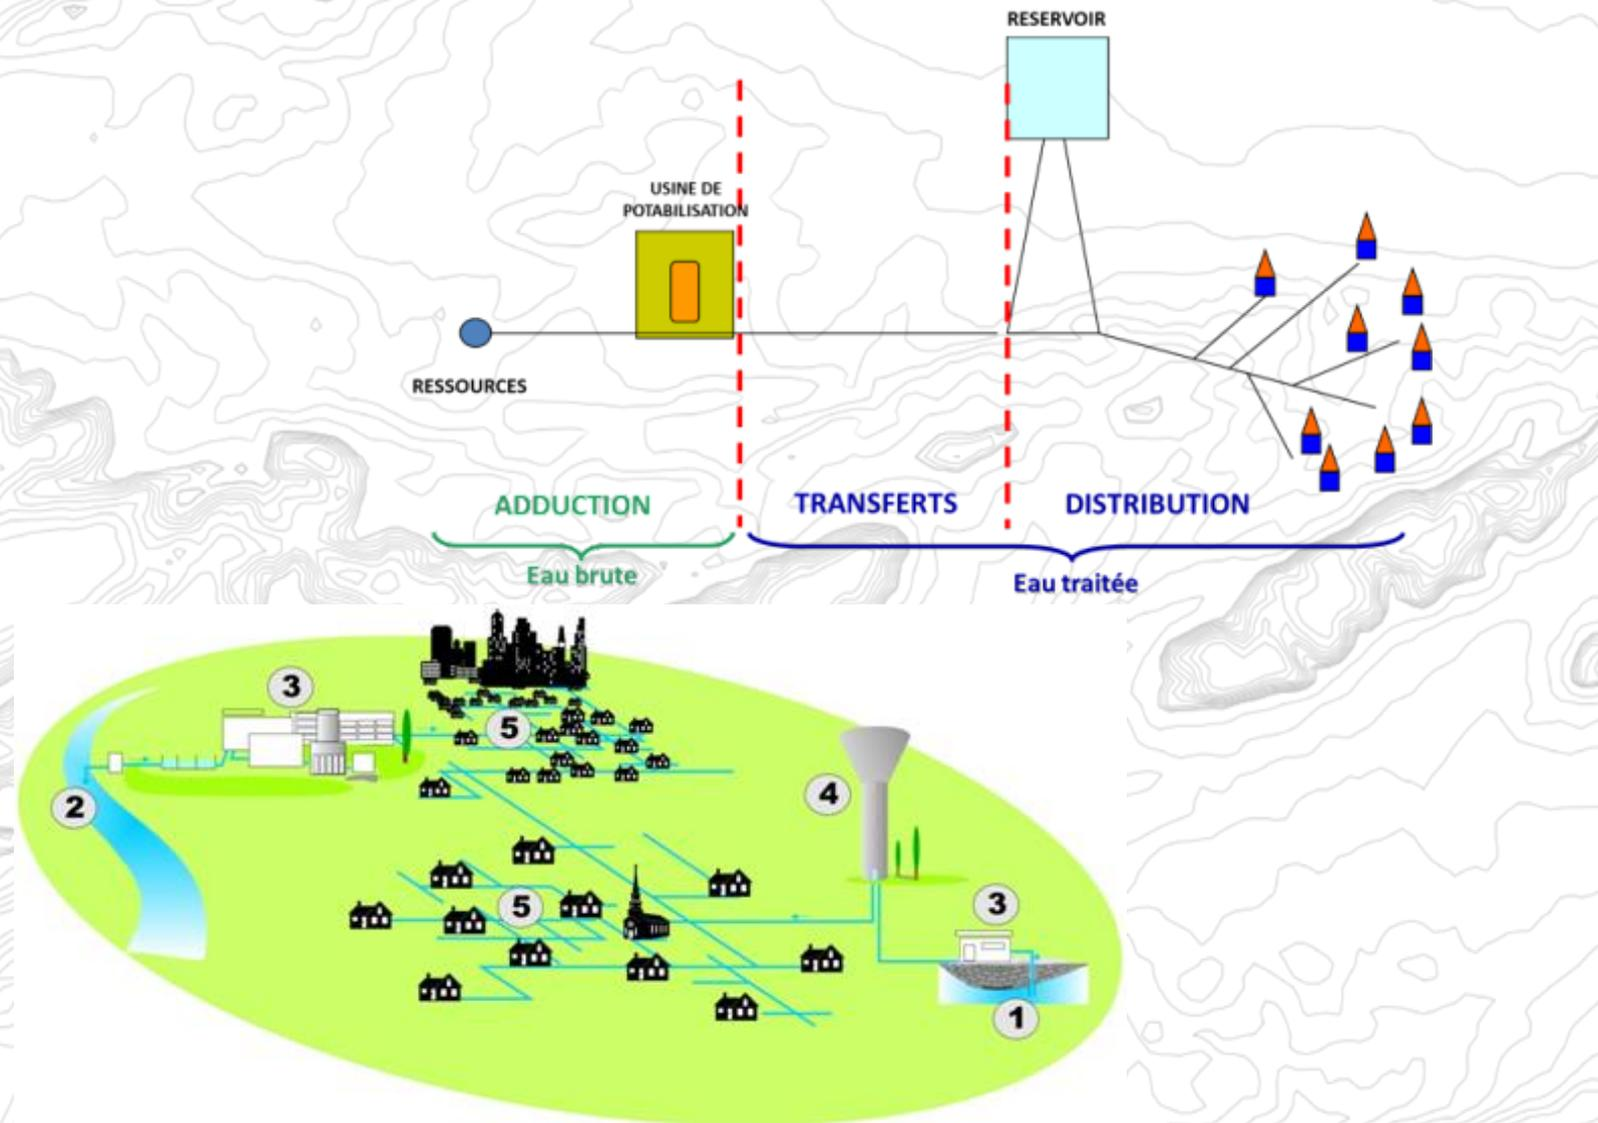 RESERVOIR
USINE DE
POTABILISATION
RESSOURCES
ADDUCTION
TRANSFERTS
DISTRIBUTION
Eau brute
Eau traitée
3
5
2
4
5
3
1